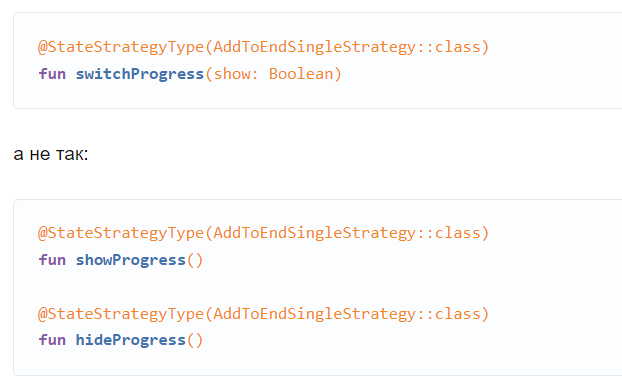 @StateStrategyType(AddToEndSingleStrategy::class)
fun switchProgress(show: Boolean)
а не так:
@StateStrategyType(AddToEndSingleStrategy::class)
fun showProgress()
@StateStrategyType(AddToEndSingleStrategy::class)
fun hideProgress()